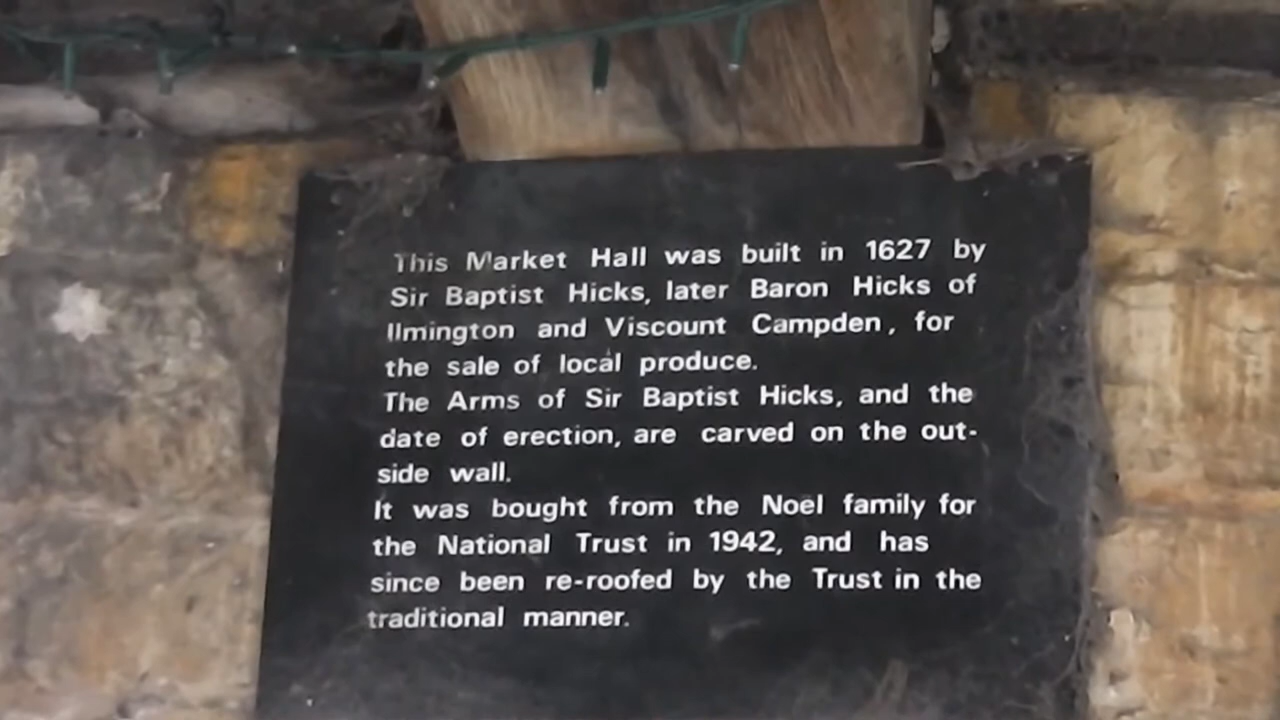 This Market Hall was built in 1627 by
Sir Baptist Hicks, later Baron Hicks of
Ilmington and Viscount Campden, for
the sale of local produce.
The Arms of Sir Baptist Hicks, and the
date of erection, are carved on the out-
side wall.
It was bought from the Noel family for
the National Trust in 1942, and has
since been re-roofed by the Trust in the
traditional manner.